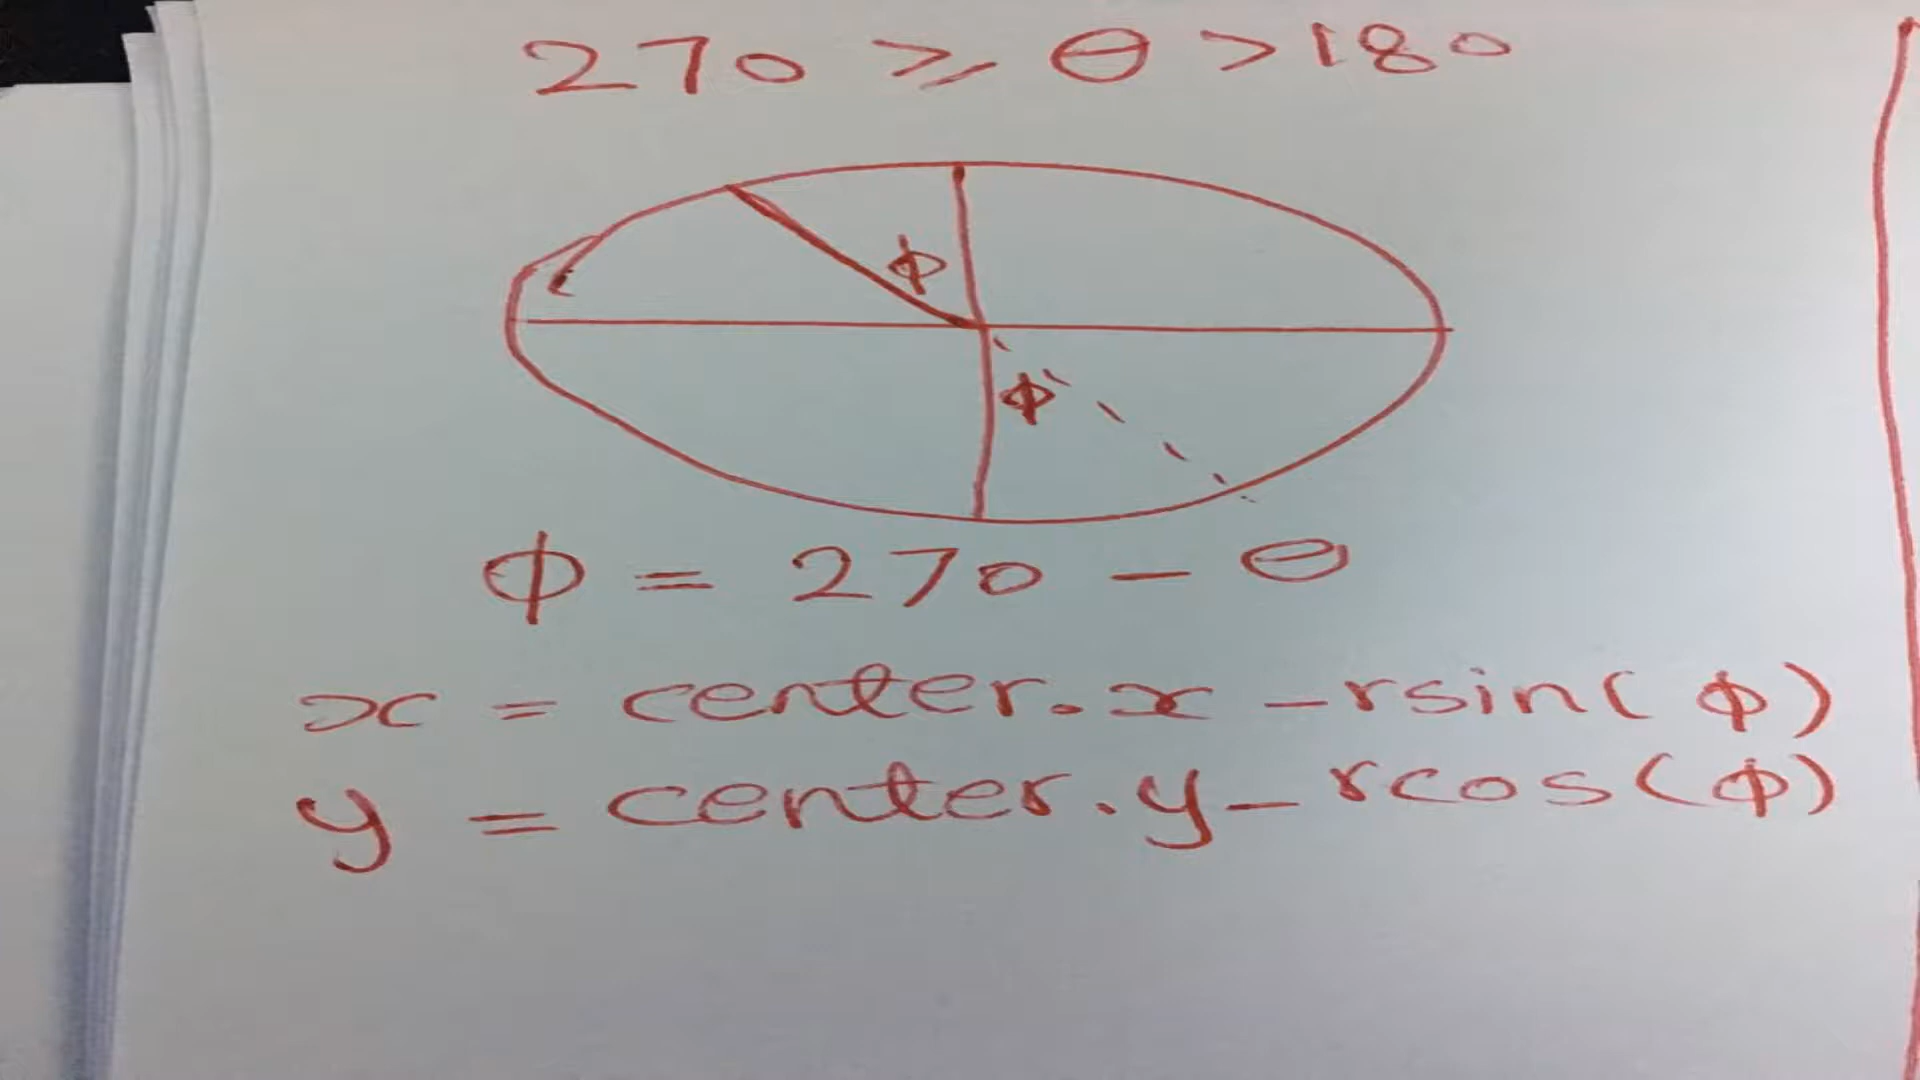 270 ⩾ θ > 180
ϕ
ϕ
ϕ = 270 - θ
x = center.x - rsin(ϕ)
y = center.y - rcos(ϕ)